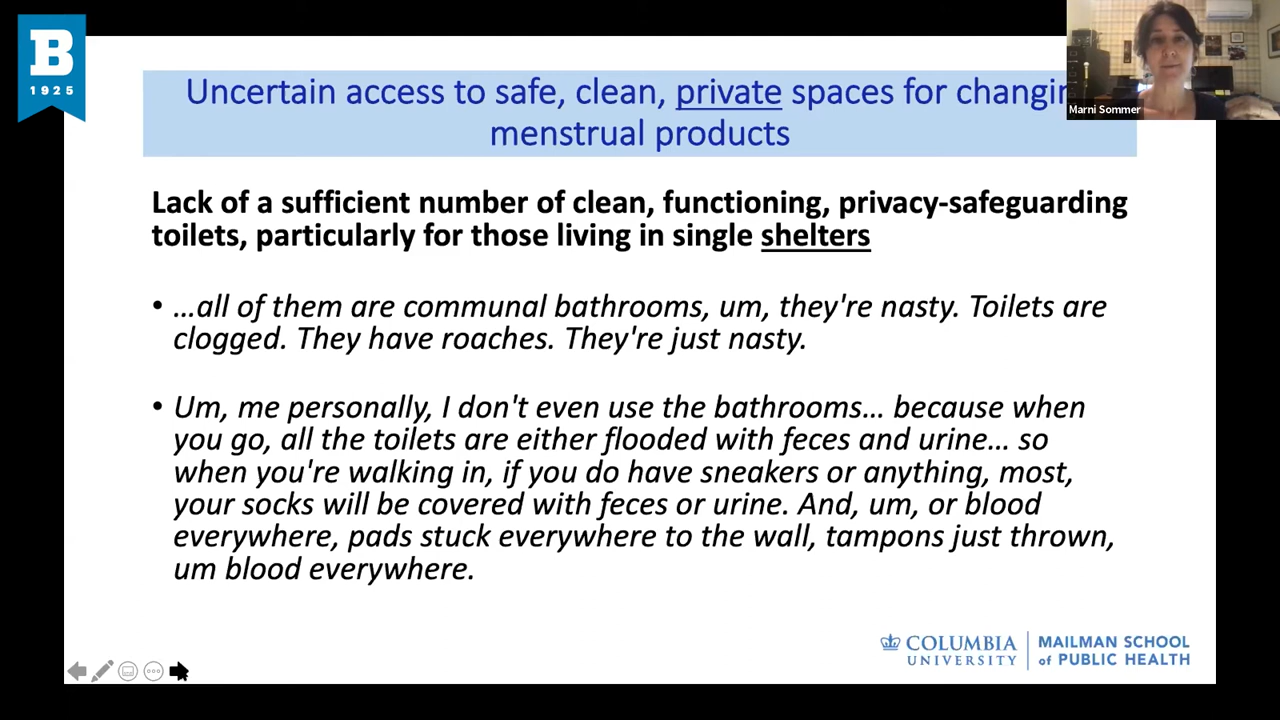 B
1925
Marni Sommer
Uncertain access to safe, clean, private spaces for changin
menstrual products
Lack of a sufficient number of clean, functioning, privacy-safeguarding
toilets, particularly for those living in single shelters
• …all of them are communal bathrooms, um, they're nasty. Toilets are
clogged. They have roaches. They're just nasty.
• Um, me personally, I don't even use the bathrooms… because when
you go, all the toilets are either flooded with feces and urine… so
when you're walking in, if you do have sneakers or anything, most,
your socks will be covered with feces or urine. And, um, or blood
everywhere, pads stuck everywhere to the wall, tampons just thrown,
um blood everywhere.
COLUMBIA
UNIVERSITY
MAILMAN SCHOOL
of PUBLIC HEALTH